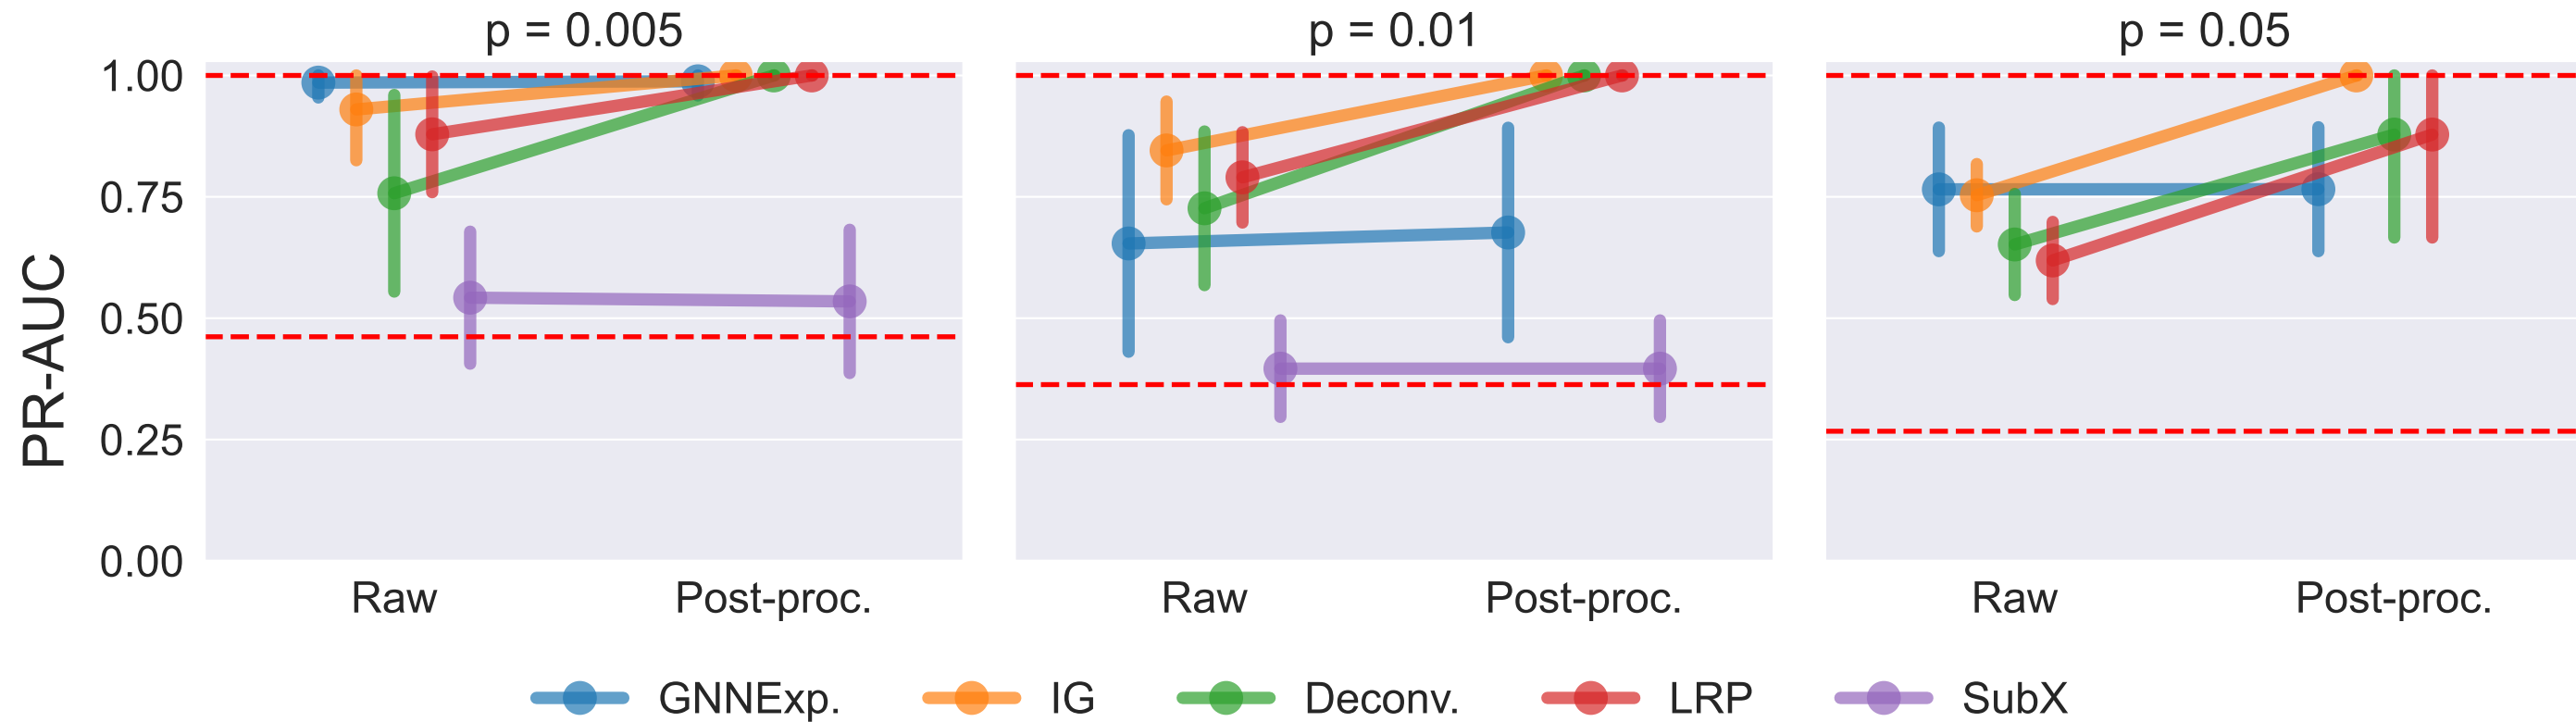 p = 0.005 p = 0.01 p = 0.05
PR-AUC
1.00
0.75
0.50
0.25
0.00
Raw Post-proc. Raw Post-proc. Raw Post-proc.
GNNExp. IG Deconv. LRP SubX